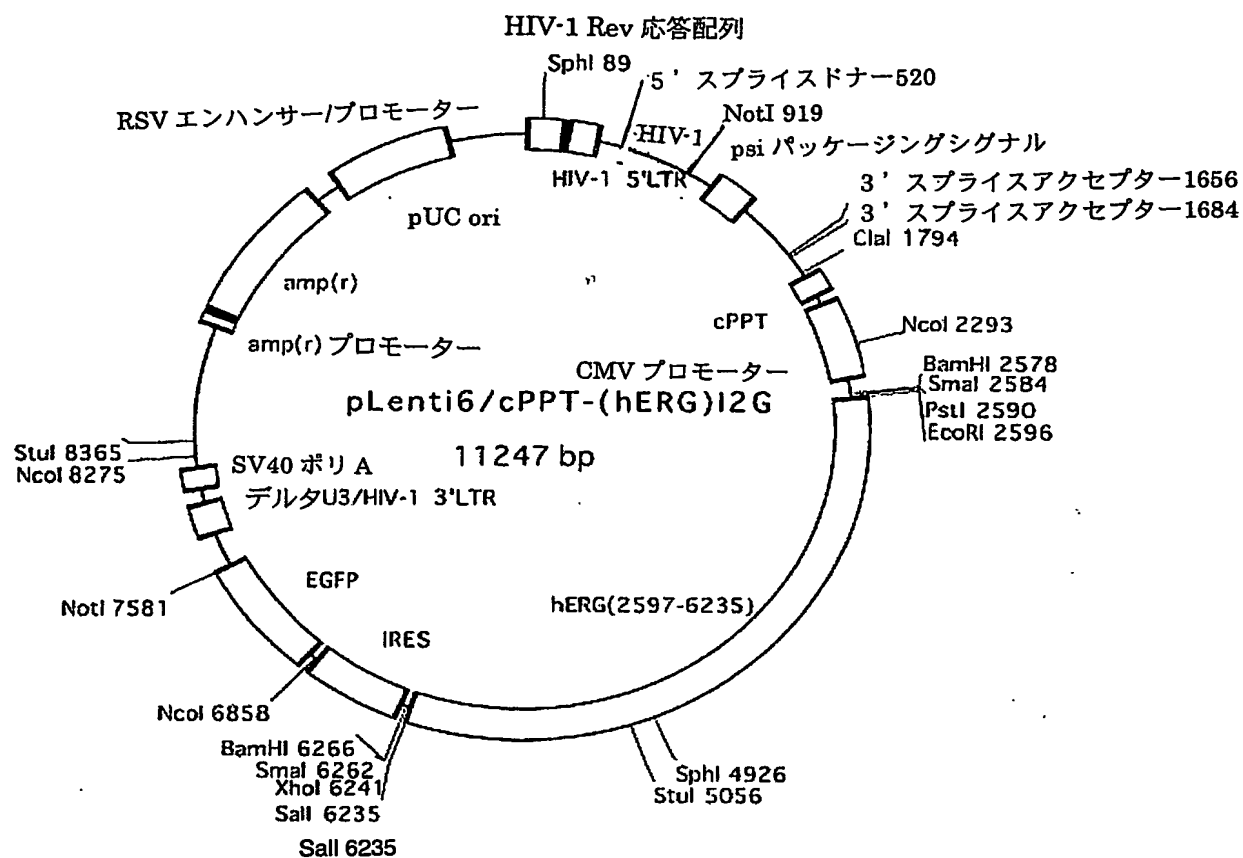 HIV-1 Rev 応答配列
SphI 89
5’スプライスドナー520
RSV エンハンサー/プロモーター
NotI 919
HIV-1
psi パッケージングシグナル
HIV-1 5'LTR
3’スプライスアクセプター1656
3’スプライスアクセプター1684
pUC ori
ClaI 1794
amp(r)
cPPT
NcoI 2293
amp(r) プロモーター
CMV プロモーター
BamHI 2578
SmaI 2584
pLenti6/cPPT-(hERG)I2G
PstI 2590
EcoRI 2596
StuI 8365
11247 bp
SV40 ポリ A
NcoI 8275
デルタU3/HIV-1 3'LTR
EGFP
NotI 7581
hERG(2597-6235)
IRES
NcoI 6858
BamHI 6266
SmaI 6262
XhoI 6241
SalI 6235
SphI 4926
StuI 5056
SalI 6235